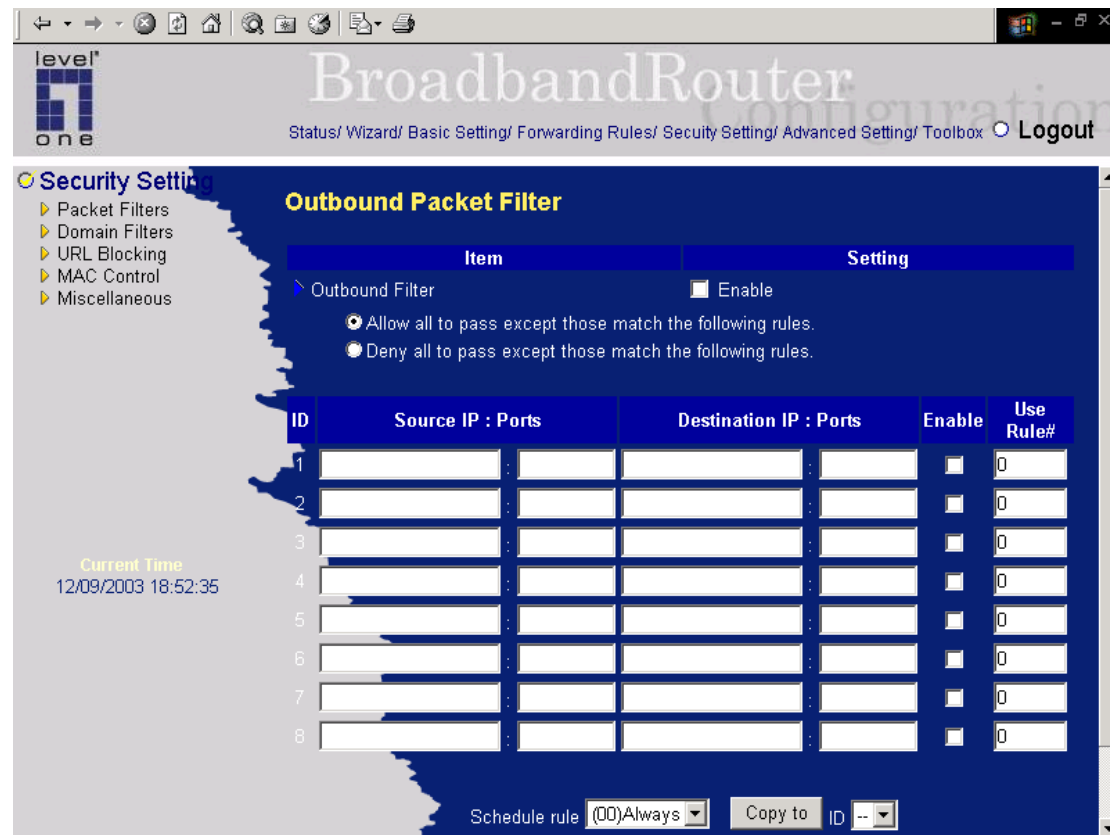 level°
one
BroadbandRouter
Configuration
Status/ Wizard/ Basic Setting/ Forwarding Rules/ Secuity Setting/ Advanced Setting/ Toolbox Logout
Security Setting
Packet Filters
Domain Filters
URL Blocking
MAC Control
Miscellaneous
Current Time
12/09/2003 18:52:35
Outbound Packet Filter
Item Setting
Outbound Filter Enable
Allow all to pass except those match the following rules.
Deny all to pass except those match the following rules.
ID Source IP : Ports Destination IP : Ports Enable Use Rule#
1 : : 0
2 : : 0
3 : : 0
4 : : 0
5 : : 0
6 : : 0
7 : : 0
8 : : 0
Schedule rule (00)Always Copy to ID --